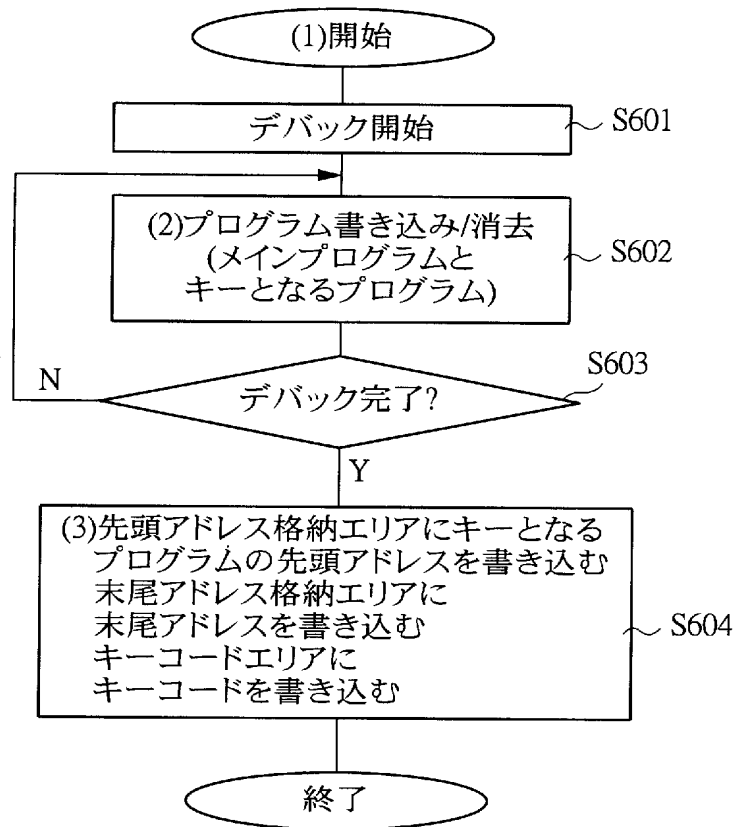 (1)開始
デバック開始
S601
(2)プログラム書き込み/消去
(メインプログラムと
キーとなるプログラム)
S602
デバック完了?
S603
N
Y
(3)先頭アドレス格納エリアにキーとなる
プログラムの先頭アドレスを書き込む
末尾アドレス格納エリアに
末尾アドレスを書き込む
キーコードエリアに
キーコードを書き込む
S604
終了